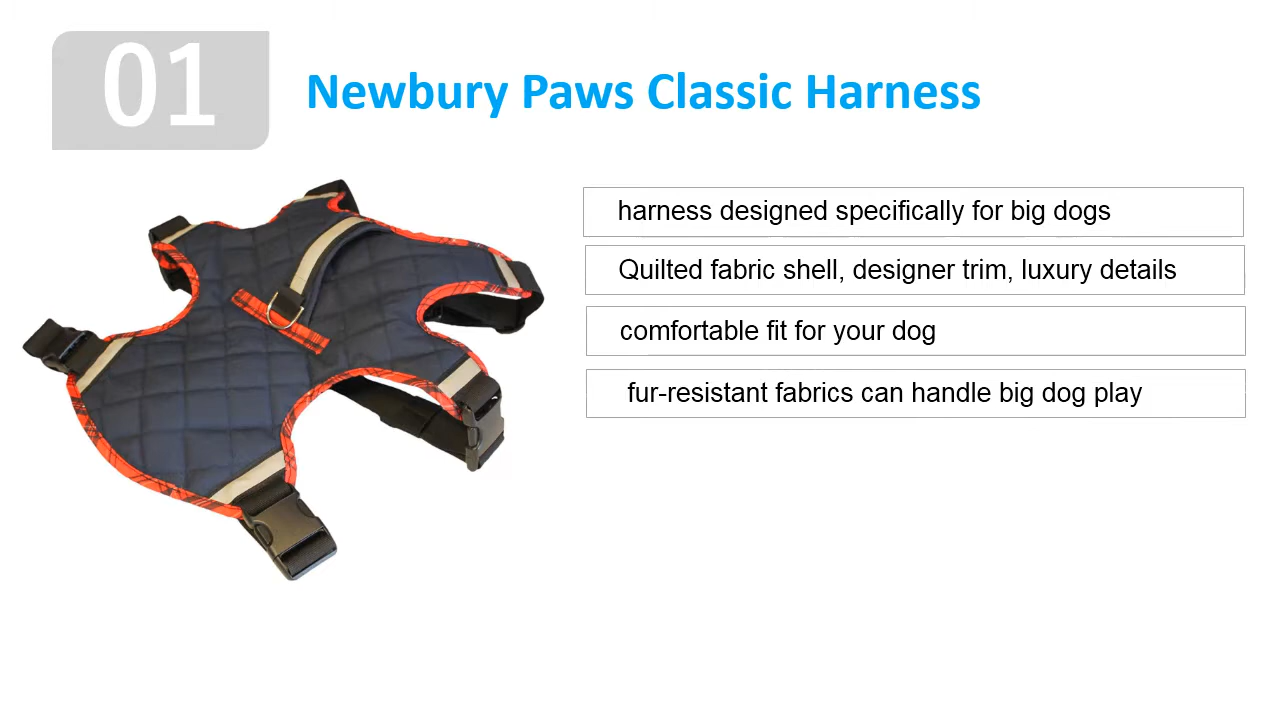 01
Newbury Paws Classic Harness
harness designed specifically for big dogs
Quilted fabric shell, designer trim, luxury details
comfortable fit for your dog
fur-resistant fabrics can handle big dog play